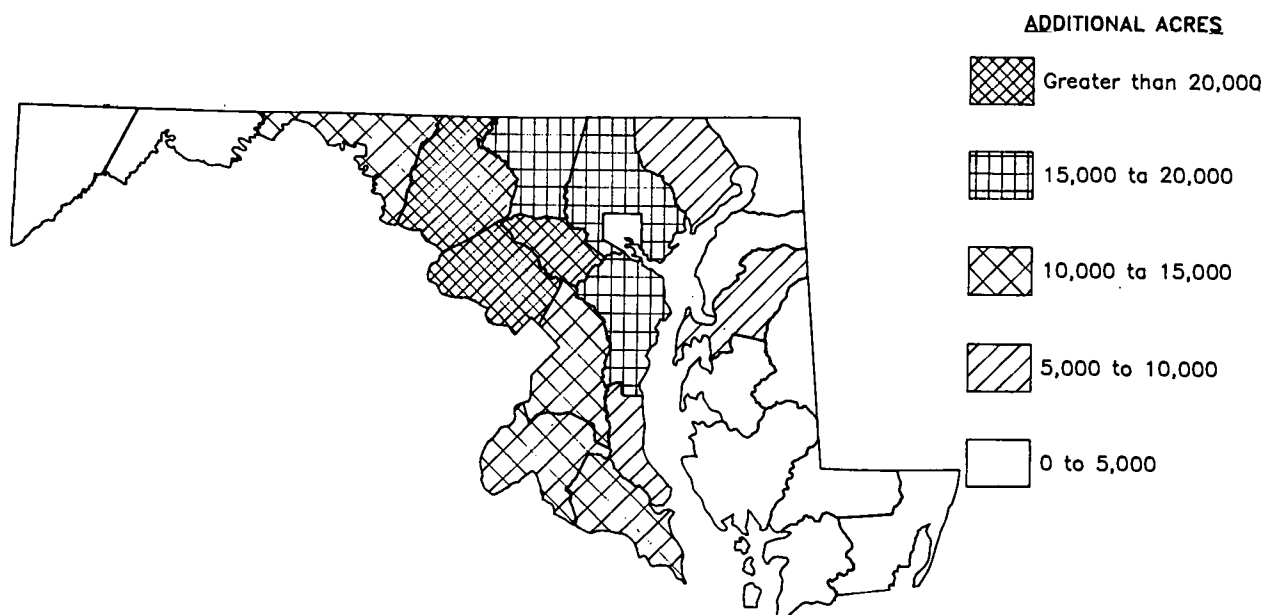 ADDITIONAL ACRES
Greater than 20,000
15,000 ta 20,000
10,000 ta 15,000
5,000 to 10,000
0 to 5,000